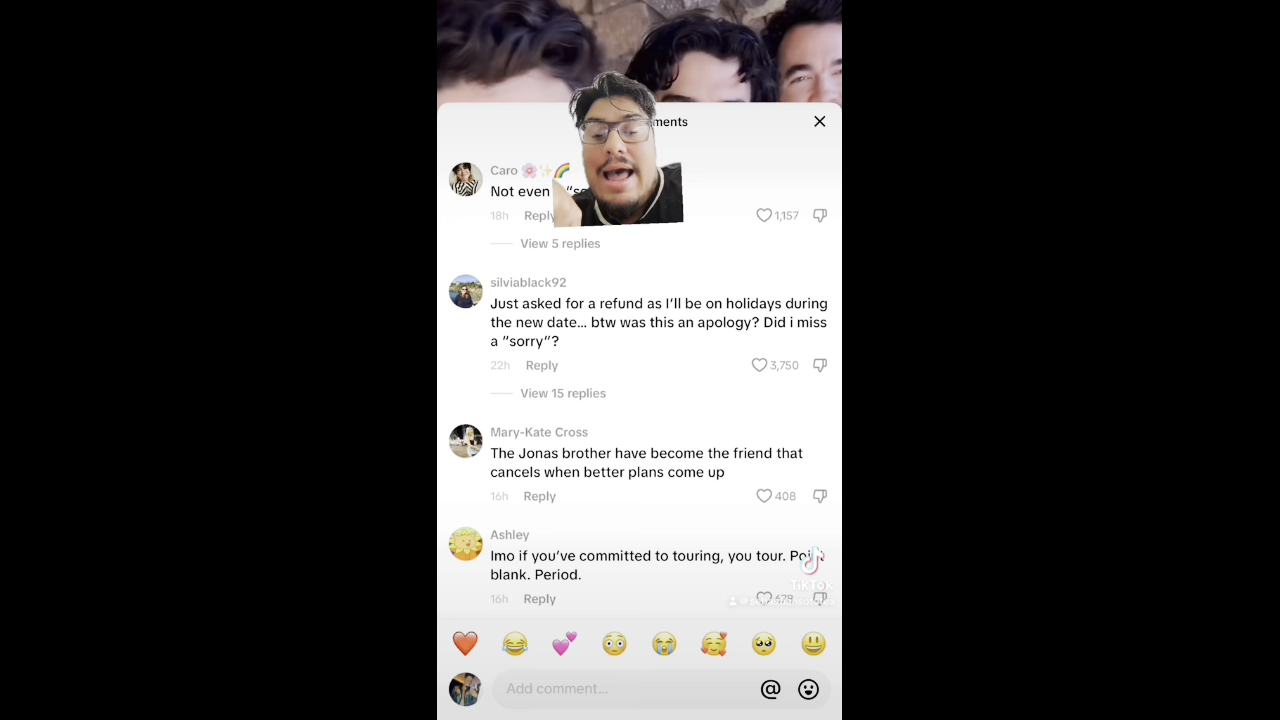 ments
Caro
Not even "so
18h Reply 1,157
View 5 replies
silviablack92
Just asked for a refund as I'll be on holidays during
the new date... btw was this an apology? Did i miss
a "sorry"?
22h Reply 3,750
View 15 replies
Mary-Kate Cross
The Jonas brother have become the friend that
cancels when better plans come up
16h Reply 408
Ashley
Imo if you've committed to touring, you tour.
blank. Period.
TikTok
16h Reply
Add comment... @